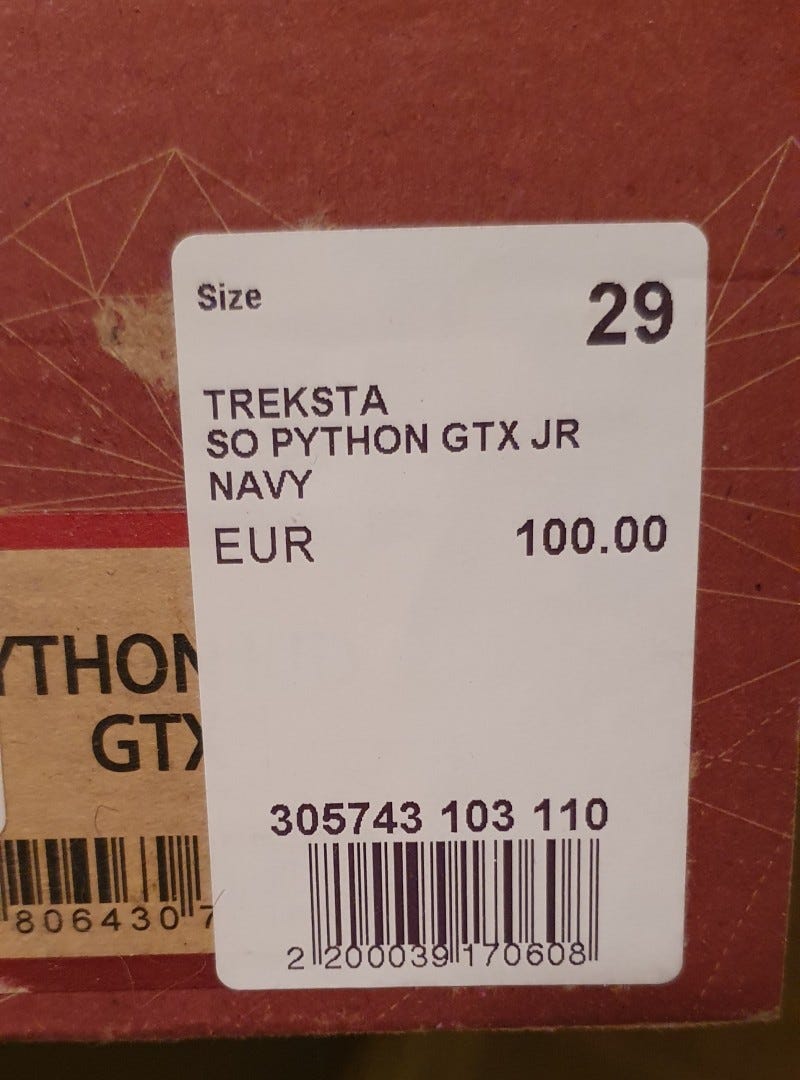 Size 29
TREKSTA
SO PYTHON GTX JR
NAVY
EUR 100.00
YTHON
GTX
305743 103 110
8064307
2 200039 170608